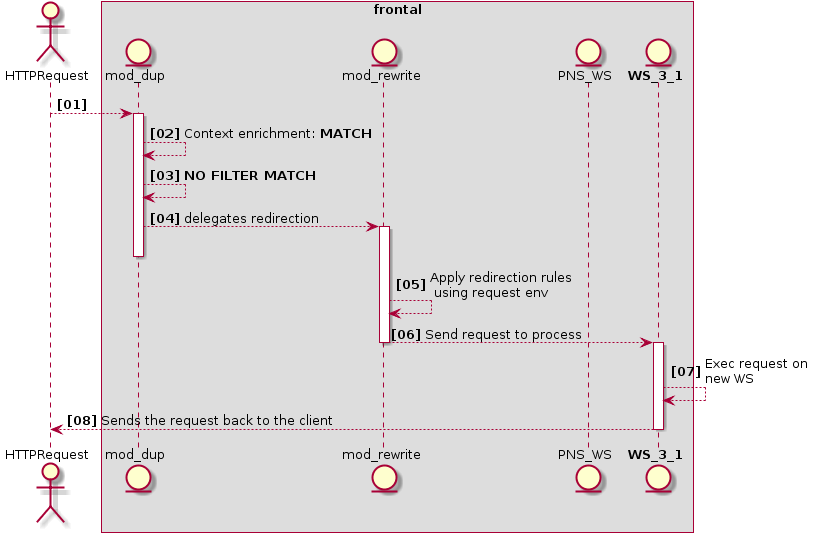 frontal
HTTPRequest
mod_dup
mod_rewrite
PNS_WS
WS_3_1
[01]
[02] Context enrichment: MATCH
[03] NO FILTER MATCH
[04] delegates redirection
[05] Apply redirection rules
using request env
[06] Send request to process
[07] Exec request on
new WS
[08] Sends the request back to the client
HTTPRequest
mod_dup
mod_rewrite
PNS_WS
WS_3_1